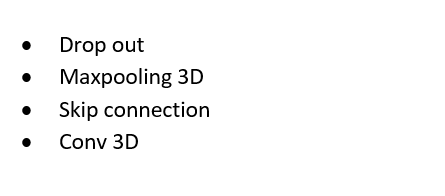 • Drop out
• Maxpooling 3D
• Skip connection
• Conv 3D